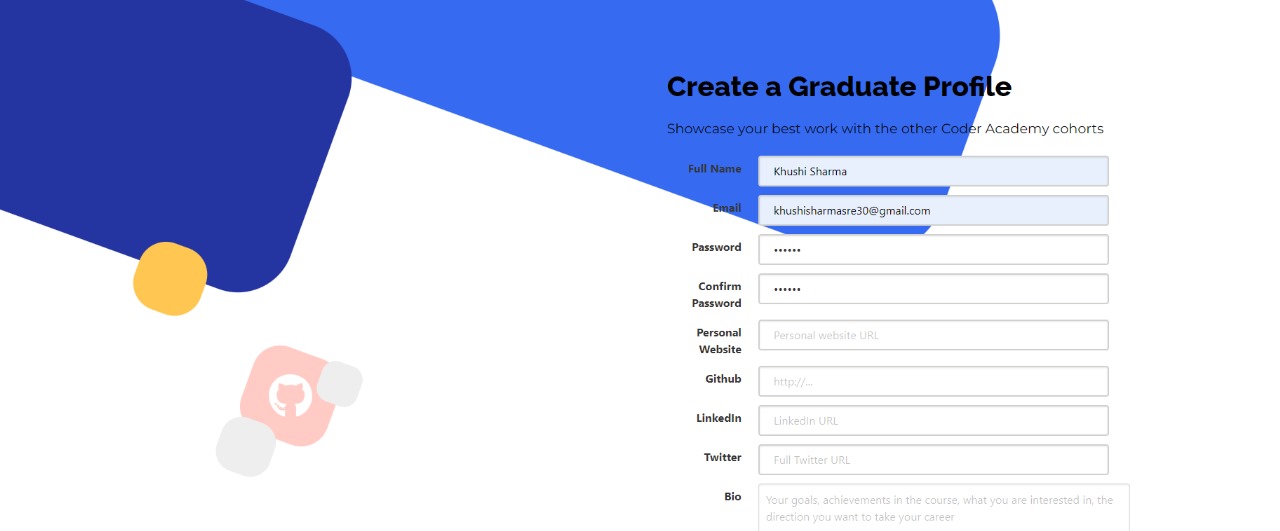 Create a Graduate Profile
Showcase your best work with the other Coder Academy cohorts
Full Name Khushi Sharma
Email khushisharmasre30@gmail.com
Password ••••••
Confirm Password ••••••
Personal Website Personal website URL
Github http://...
LinkedIn LinkedIn URL
Twitter Full Twitter URL
Bio Your goals, achievements in the course, what you are interested in, the
direction you want to take your career